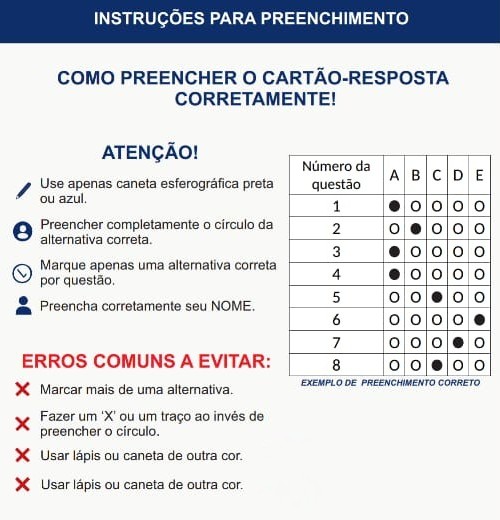 INSTRUÇÕES PARA PREENCHIMENTO
COMO PREENCHER O CARTÃO-RESPOSTA
CORRETAMENTE!
ATENÇÃO!
Use apenas caneta esferográfica preta
ou azul.
Preencher completamente o círculo da
alternativa correta.
Marque apenas uma alternativa correta
por questão.
Preencha corretamente seu NOME.
ERROS COMUNS A EVITAR:
Marcar mais de uma alternativa.
Fazer um ‘X’ ou um traço ao invés de
preencher o círculo.
Usar lápis ou caneta de outra cor.
Usar lápis ou caneta de outra cor.
Número da
questão A B C D E
1 ● O O O O
2 O ● O O O
3 ● O O O O
4 ● O O O O
5 O O ● O O
6 O O O O ●
7 O O O ● O
8 O O ● O O
EXEMPLO DE PREENCHIMENTO CORRETO